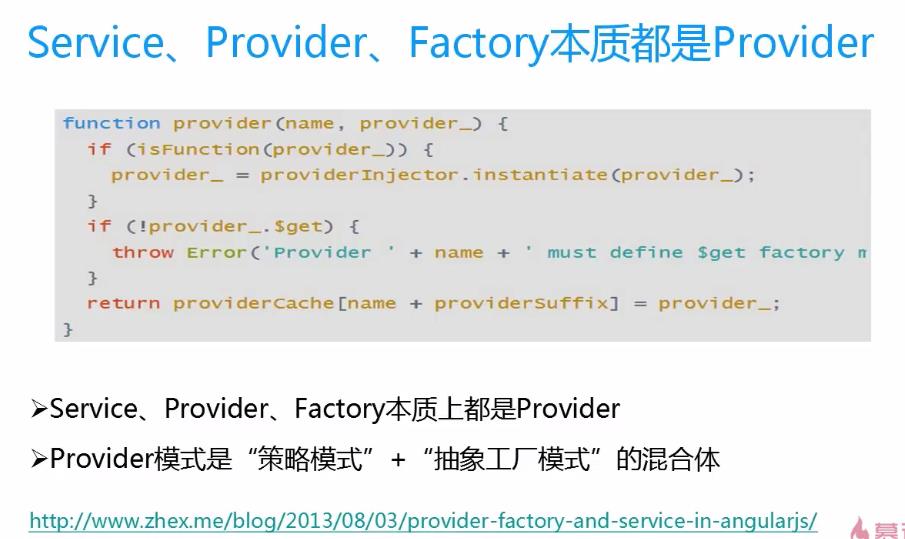 Service、Provider、Factory本质都是Provider
function provider(name, provider_) {
if (isFunction(provider_)) {
provider_ = providerInjector.instantiate(provider_);
}
if (!provider_.$get) {
throw Error('Provider ' + name + ' must define $get factory
}
return providerCache[name + providerSuffix] = provider_;
}
➢Service、Provider、Factory本质上都是Provider
➢Provider模式是“策略模式”+“抽象工厂模式”的混合体
http://www.zhex.me/blog/2013/08/03/provider-factory-and-service-in-angularjs/